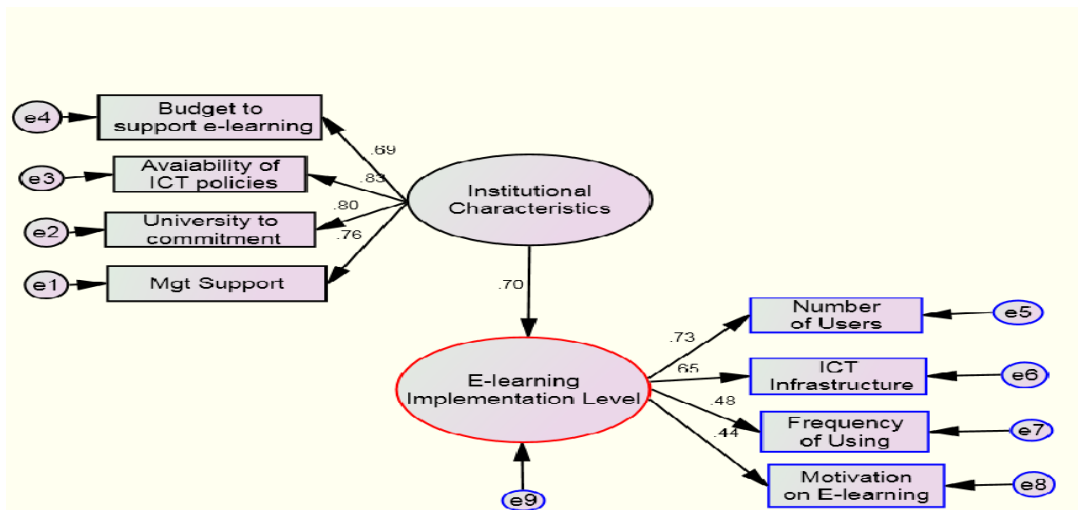 e4
Budget to
support e-learning
.69
e3
Avaiability of
ICT policies
.83
Institutional
Characteristics
e2
University to
commitment
.80
.76
e1
Mgt Support
.70
Number
of Users
e5
.73
E-learning
Implementation Level
.65
ICT
Infrastructure
e6
.48
Frequency
of Using
e7
.44
Motivation
on E-learning
e8
e9